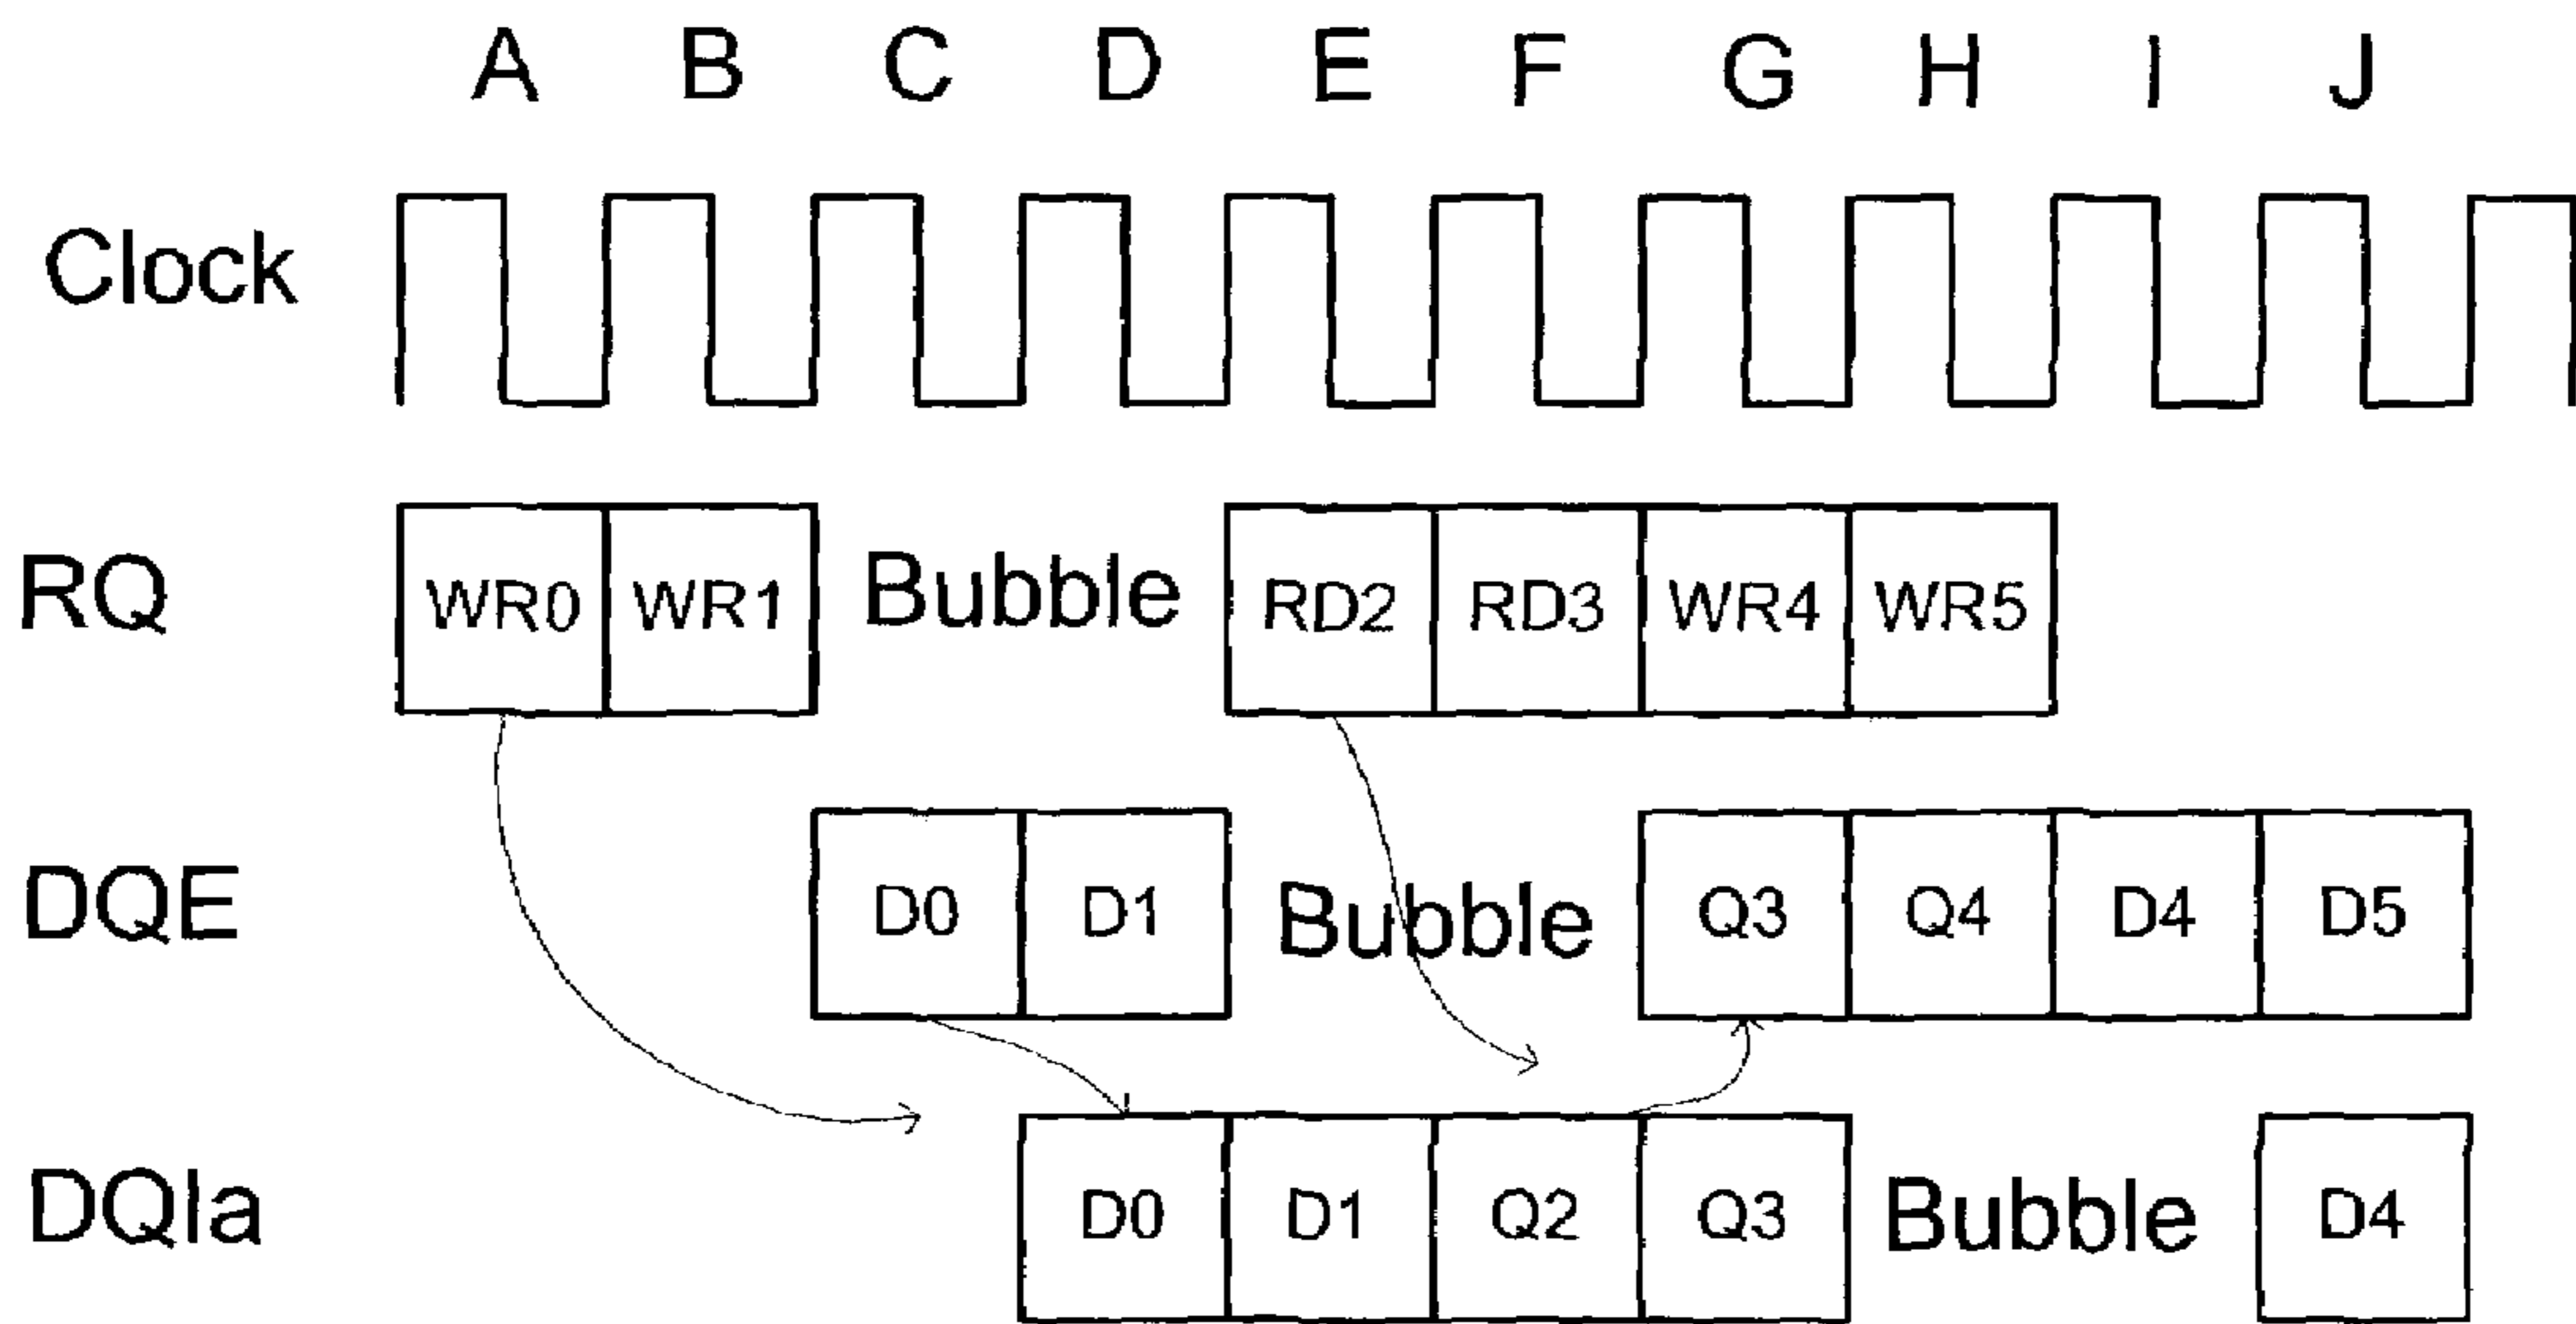 A B C D E F G H I J
Clock
RQ WR0 WR1 Bubble RD2 RD3 WR4 WR5
DQE D0 D1 Bubble Q3 Q4 D4 D5
DQIa D0 D1 Q2 Q3 Bubble D4